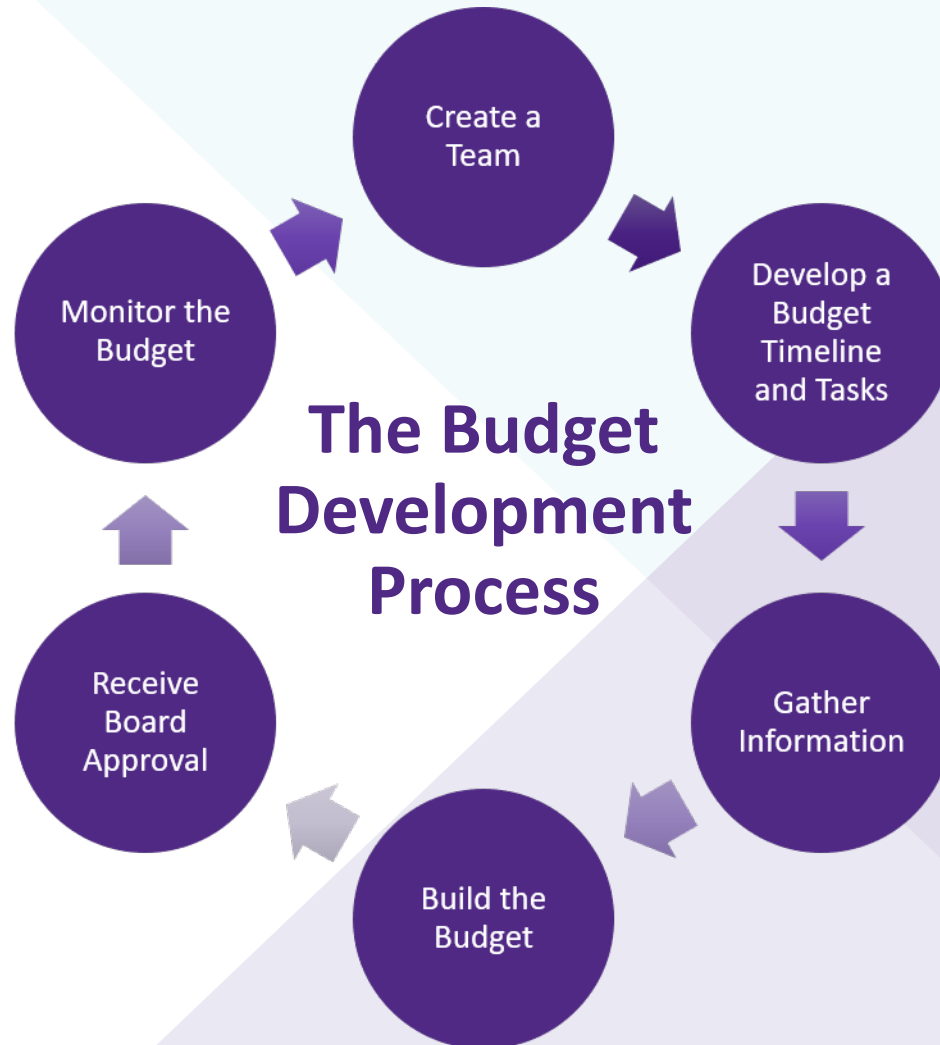 Create a
Team
Develop a
Budget
Timeline
and Tasks
Gather
Information
Build the
Budget
Receive
Board
Approval
Monitor the
Budget
The Budget
Development
Process